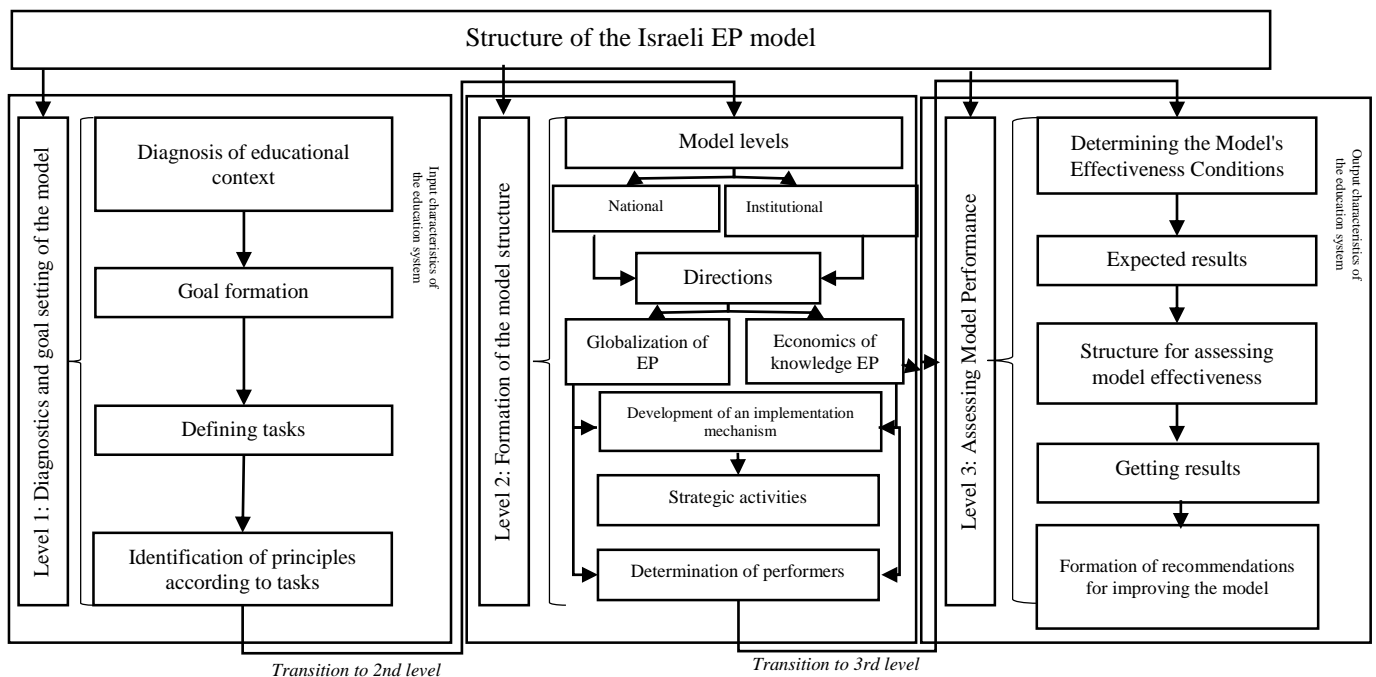 Structure of the Israeli EP model
Level 1: Diagnostics and goal setting of the model
Diagnosis of educational
context
Goal formation
Defining tasks
Identification of principles
according to tasks
Input characteristics of
the education system
Transition to 2nd level
Level 2: Formation of the model structure
Model levels
National
Institutional
Directions
Globalization of
EP
Economics of
knowledge EP
Development of an implementation
mechanism
Strategic activities
Determination of performers
Transition to 3rd level
Level 3: Assessing Model Performance
Determining the Model's
Effectiveness Conditions
Expected results
Structure for assessing
model effectiveness
Getting results
Formation of recommendations
for improving the model
Output characteristics of
the education system